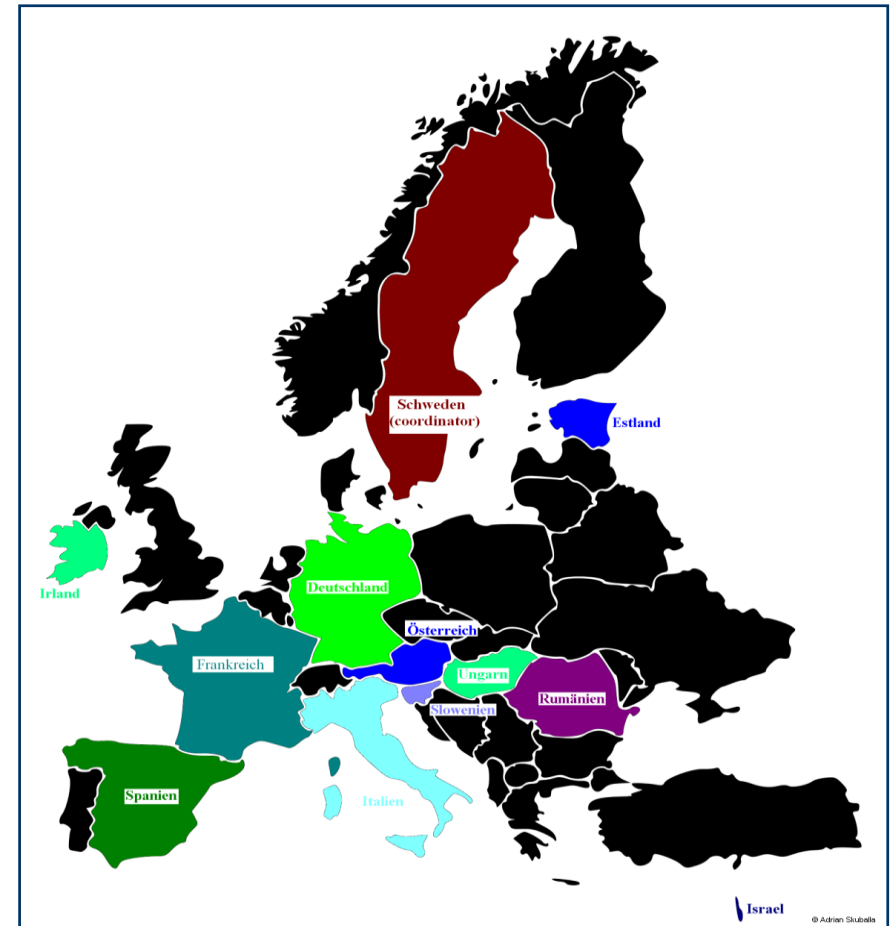 Schweden
(coordinator)
Estland
Irland
Deutschland
Österreich
Frankreich
Ungarn
Rumänien
Slowenien
Spanien
Italien
Israel
© Adrian Skuballa